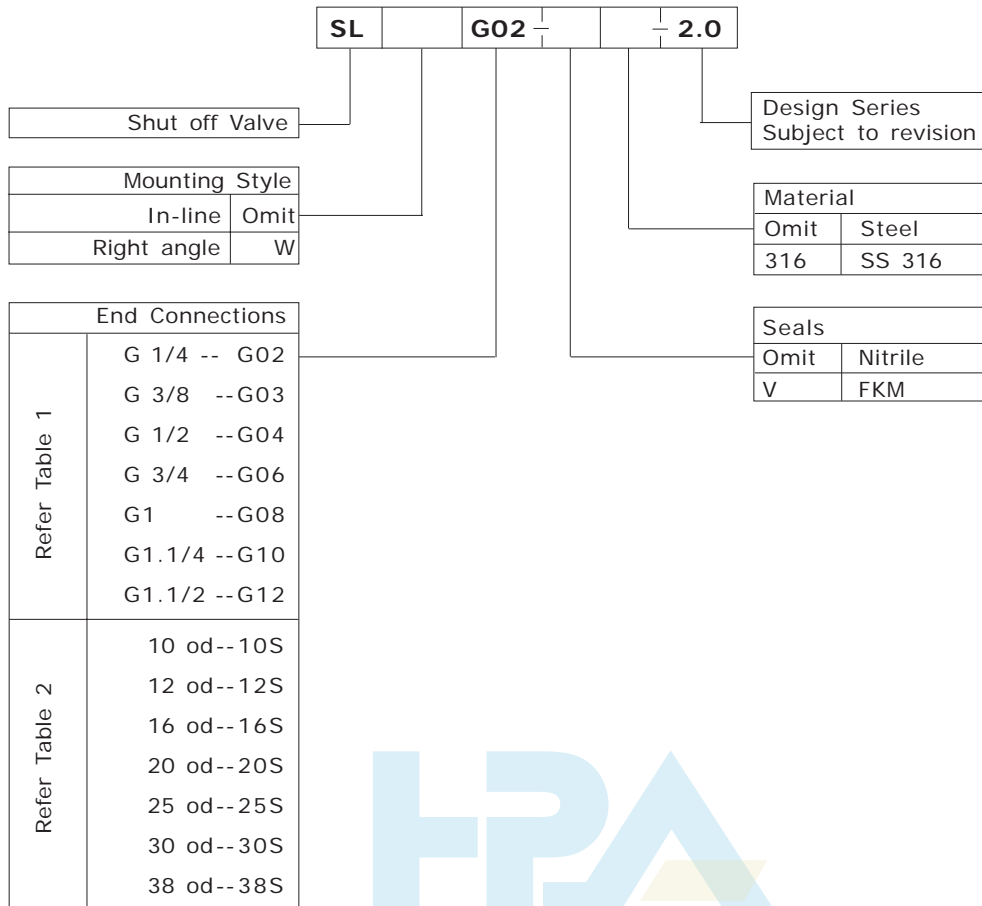 SL G02 - - 2.0
Shut off Valve
Mounting Style
In-line Omit
Right angle W
End Connections
Refer Table 1
G 1/4 -- G02
G 3/8 --G03
G 1/2 --G04
G 3/4 --G06
G1 --G08
G1.1/4 --G10
G1.1/2 --G12
Refer Table 2
10 od--10S
12 od--12S
16 od--16S
20 od--20S
25 od--25S
30 od--30S
38 od--38S
Design Series
Subject to revision
Material
Omit Steel
316 SS 316
Seals
Omit Nitrile
V FKM
HPA